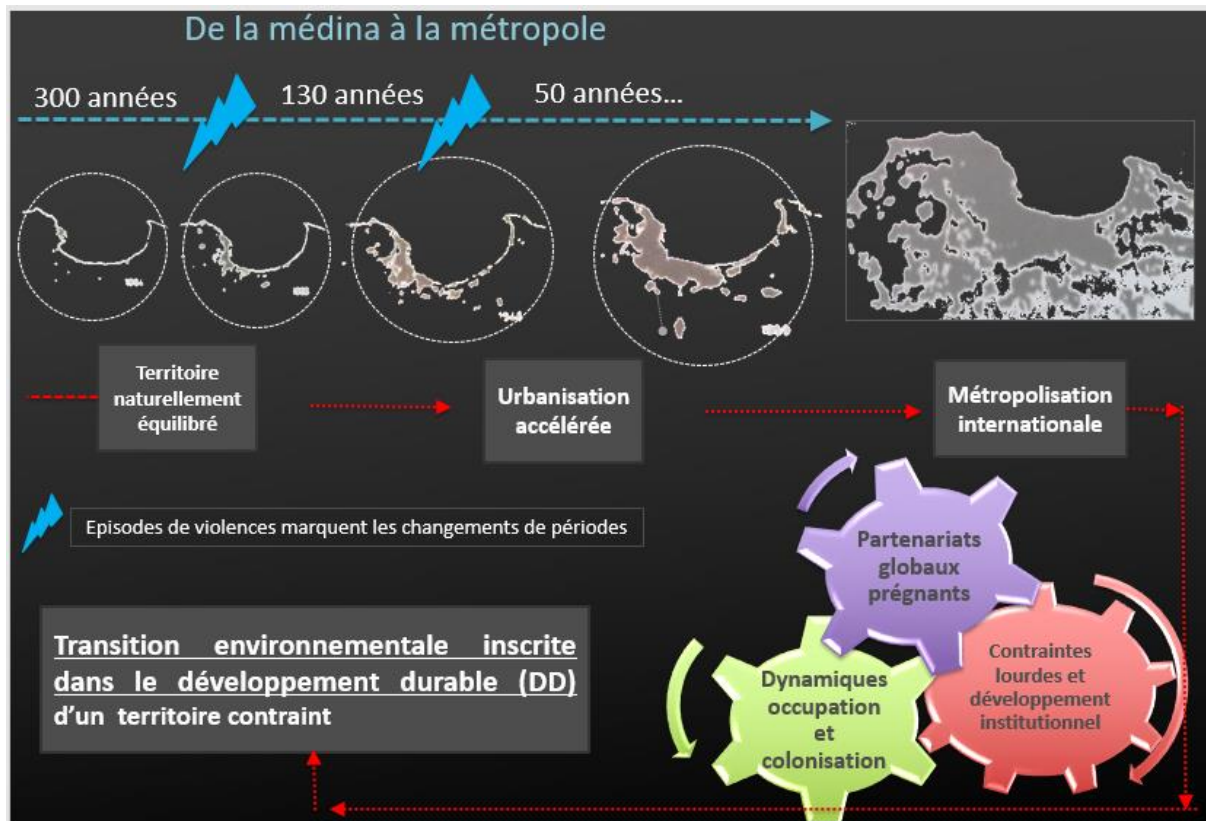 De la médina à la métropole
300 années
130 années
50 années...
Territoire
naturellement
équilibré
Urbanisation
accélérée
Métropolisation
internationale
Episodes de violences marquent les changements de périodes
Partenariats
globaux
prégnants
Contraintes
lourdes et
développement
institutionnel
Dynamiques
occupation
et
colonisation
Transition environnementale inscrite
dans le développement durable (DD)
d'un territoire contraint